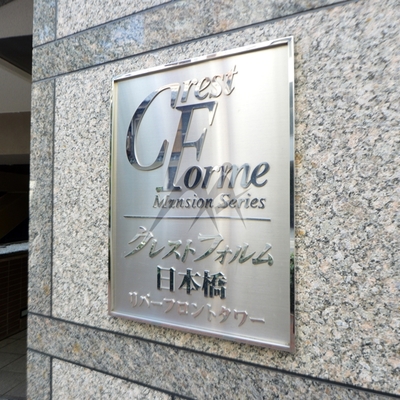 Crest
Forme
Mansion Series
クレストフォルム
日本橋
リバーフロントタワー